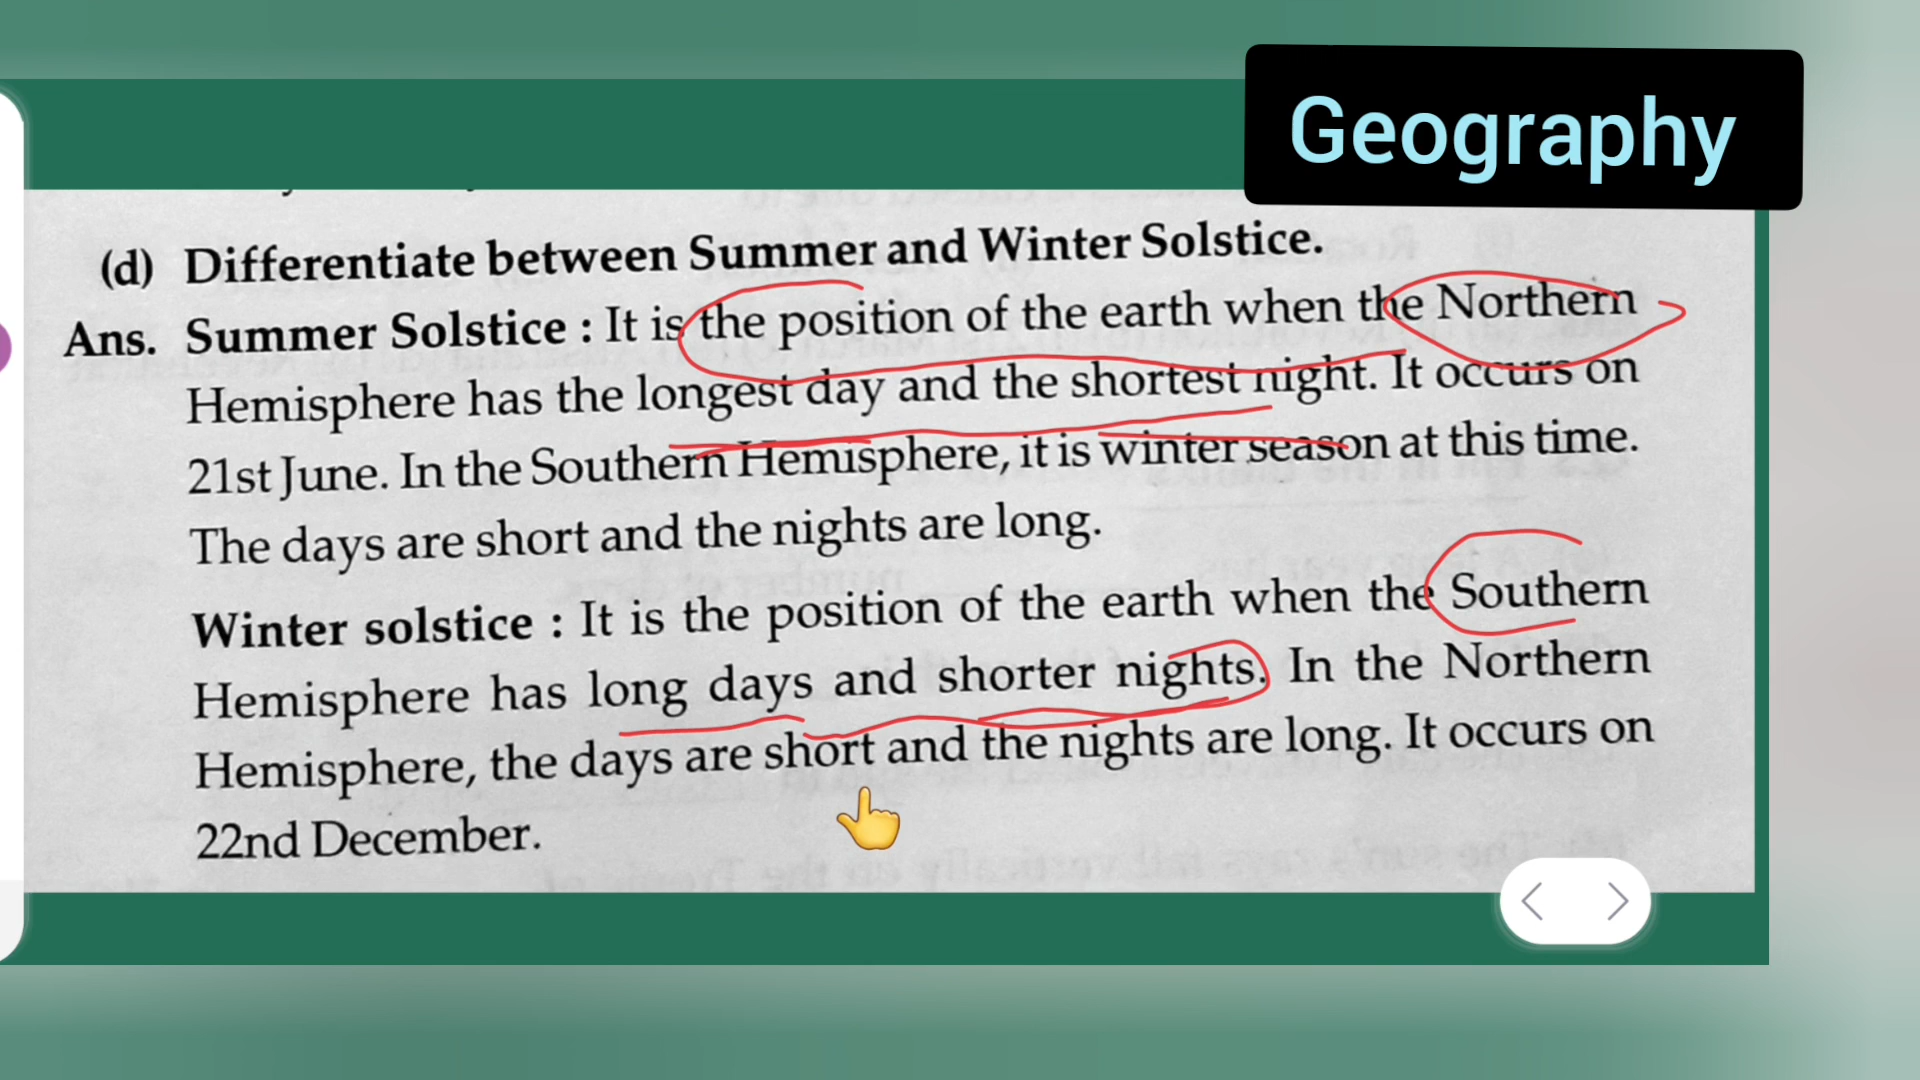 Geography
(d) Differentiate between Summer and Winter Solstice.
Ans. Summer Solstice : It is the position of the earth when the Northern
Hemisphere has the longest day and the shortest night. It occurs on
21st June. In the Southern Hemisphere, it is winter season at this time.
The days are short and the nights are long.
Winter solstice : It is the position of the earth when the Southern
Hemisphere has long days and shorter nights. In the Northern
Hemisphere, the days are short and the nights are long. It occurs on
22nd December.